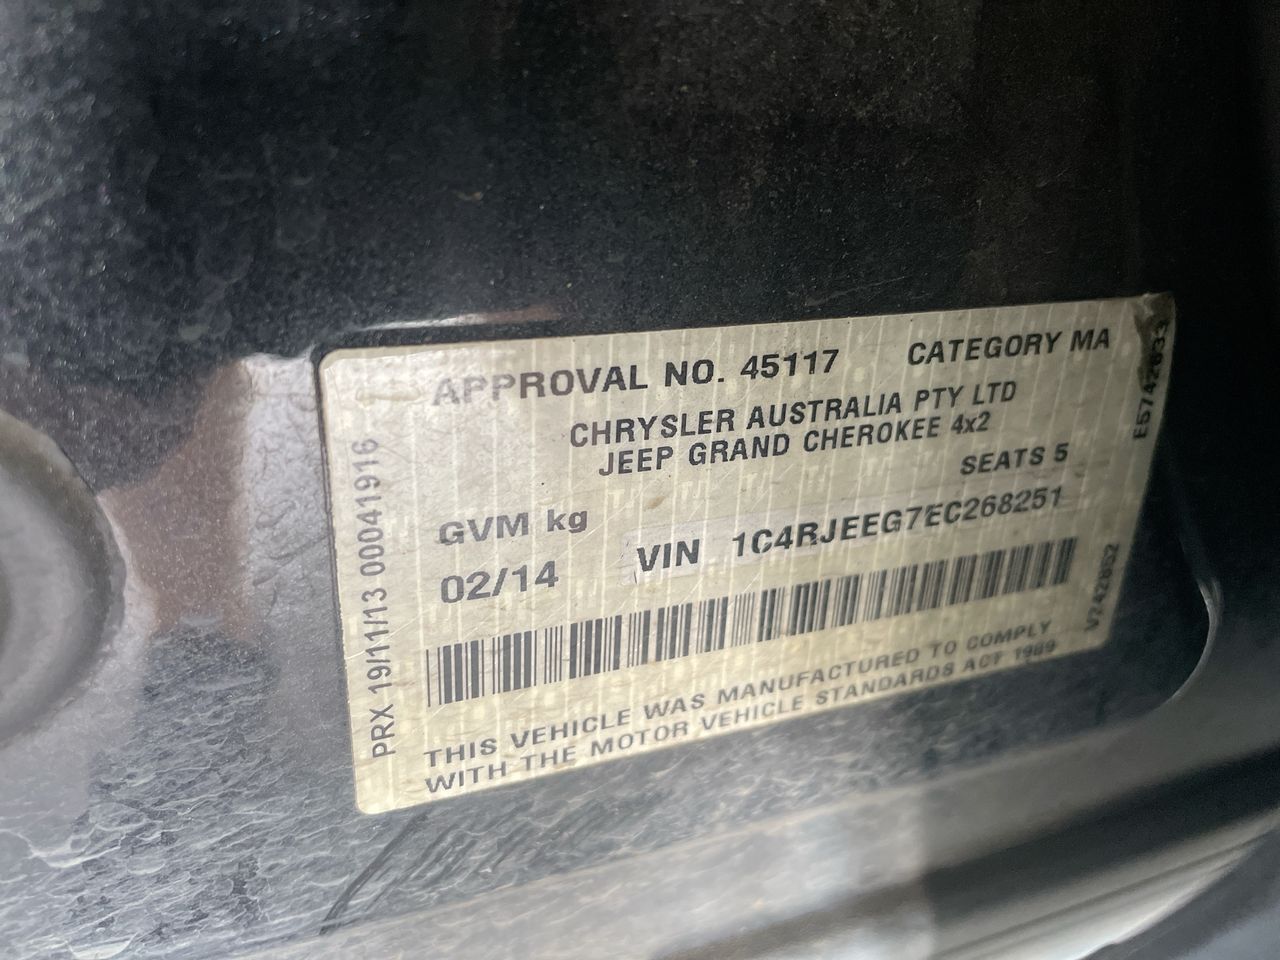 APPROVAL NO. 45117 CATEGORY MA
CHRYSLER AUSTRALIA PTY LTD
JEEP GRAND CHEROKEE 4x2
SEATS 5
GVM kg
02/14
VIN 1C4RJEEG7EC268251
THIS VEHICLE WAS MANUFACTURED TO COMPLY
WITH THE MOTOR VEHICLE STANDARDS ACT 1989
PRX 19/11/13 00041916
V242852